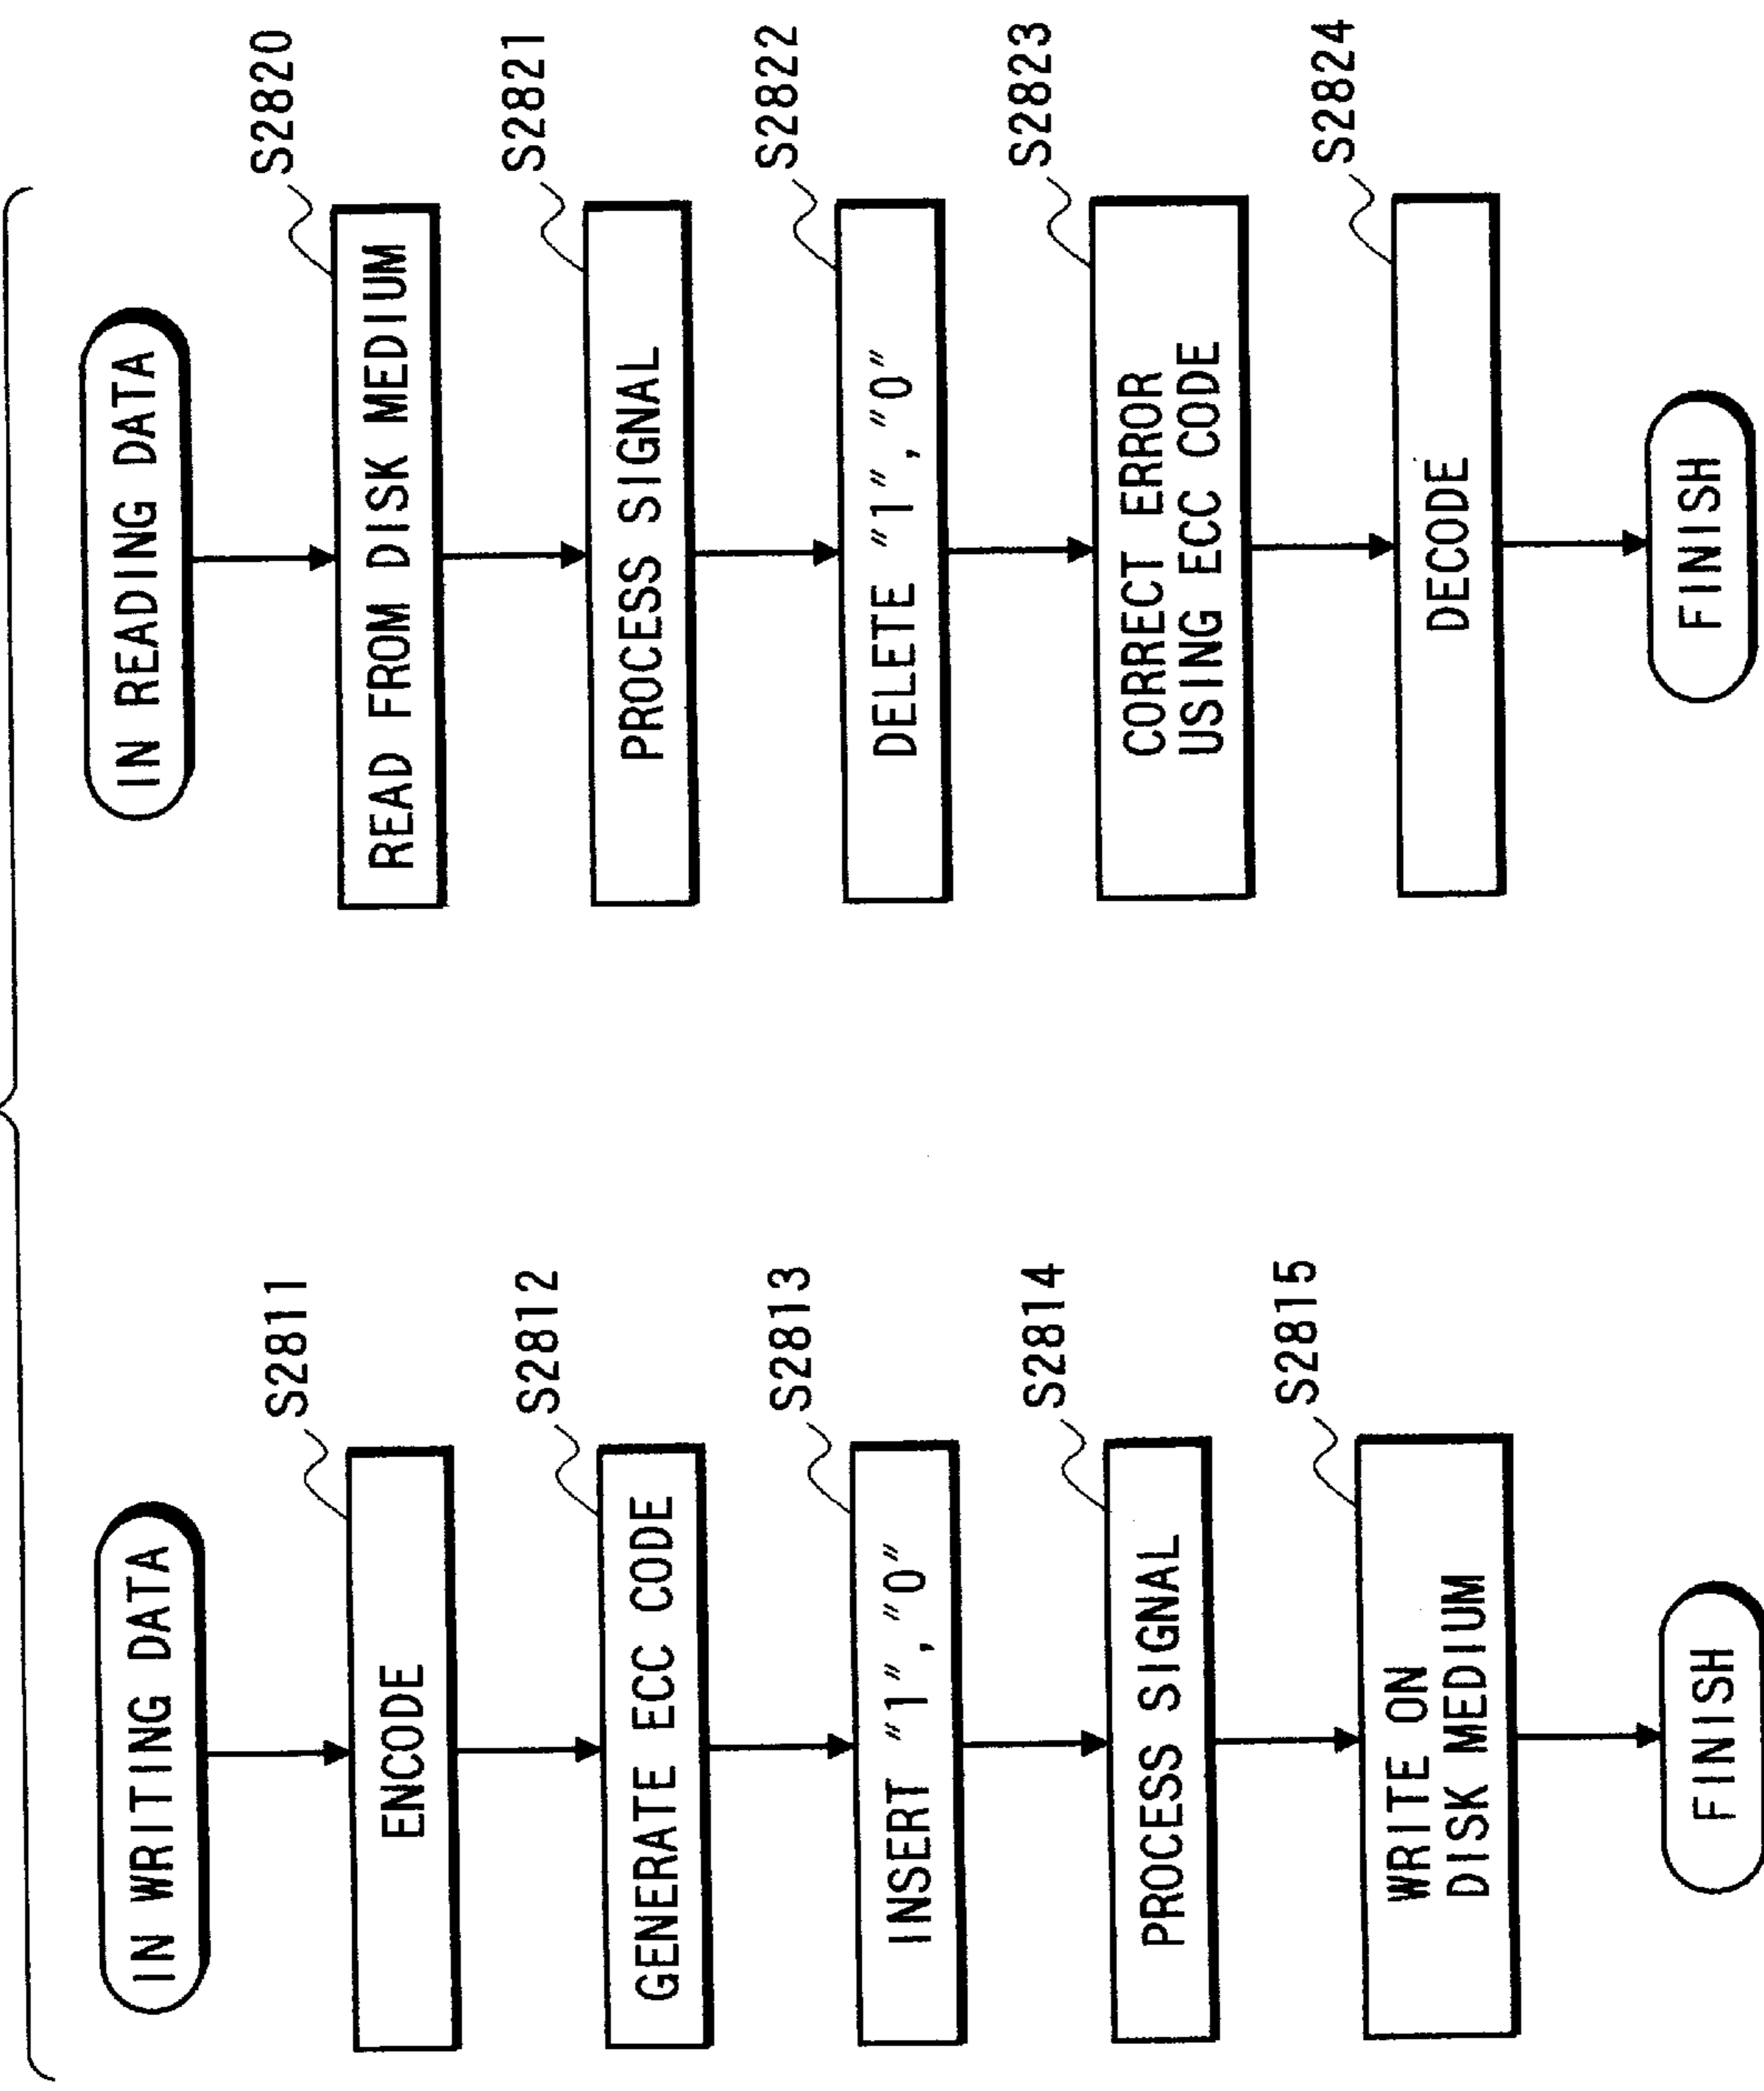 IN WRITING DATA
S2811
ENCODE
S2812
GENERATE ECC CODE
S2813
INSERT "1","0"
S2814
PROCESS SIGNAL
S2815
WRITE ON
DISK MEDIUM
FINISH
IN READING DATA
S2820
READ FROM DISK MEDIUM
S2821
PROCESS SIGNAL
S2822
DELETE "1","0"
S2823
CORRECT ERROR
USING ECC CODE
S2824
DECODE
FINISH